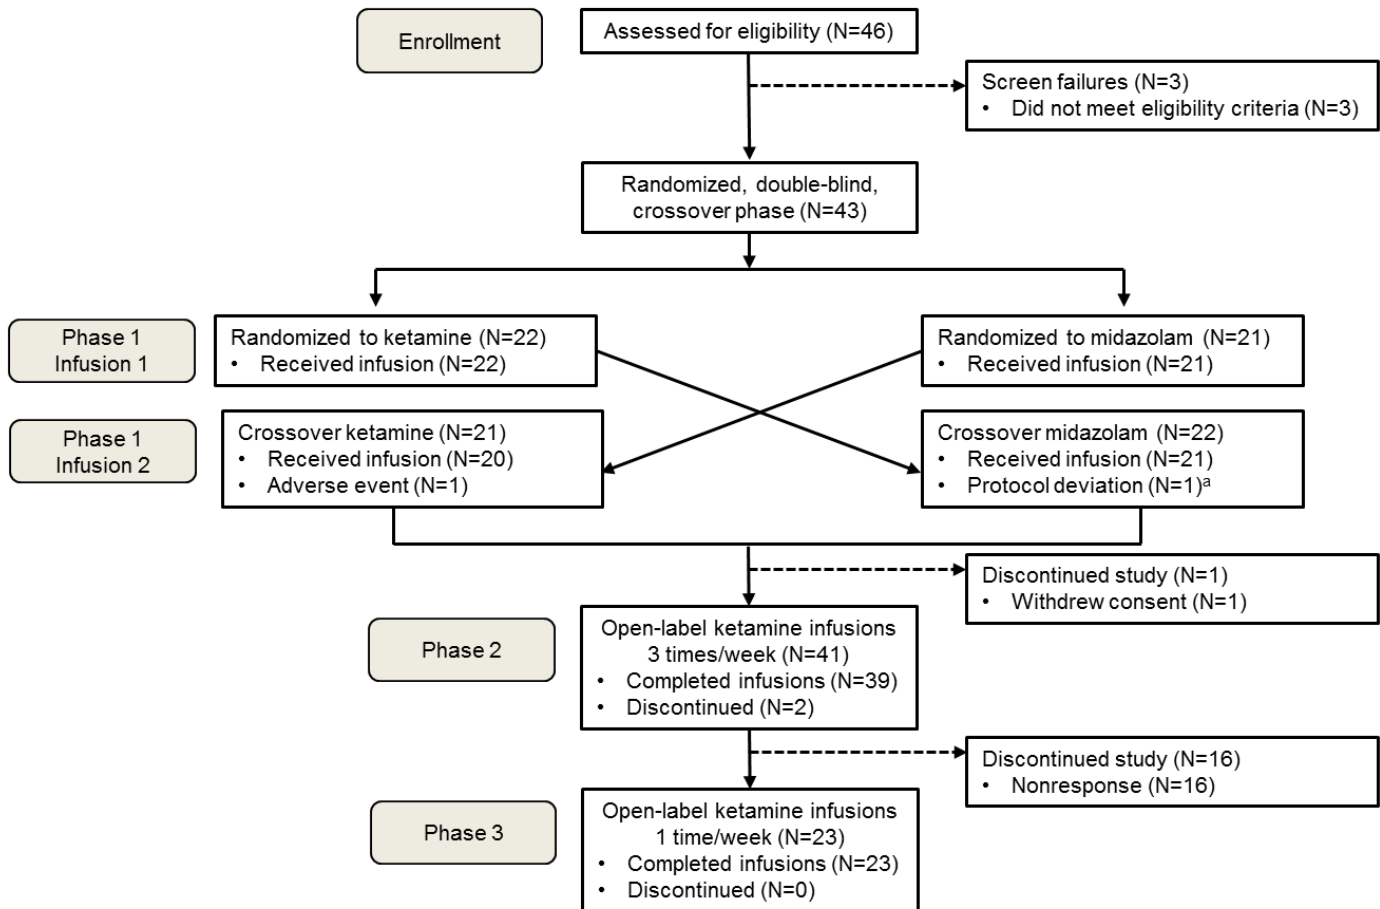 Enrollment
Assessed for eligibility (N=46)
Screen failures (N=3)
• Did not meet eligibility criteria (N=3)
Randomized, double-blind,
crossover phase (N=43)
Phase 1
Infusion 1
Randomized to ketamine (N=22)
• Received infusion (N=22)
Randomized to midazolam (N=21)
• Received infusion (N=21)
Phase 1
Infusion 2
Crossover ketamine (N=21)
• Received infusion (N=20)
• Adverse event (N=1)
Crossover midazolam (N=22)
• Received infusion (N=21)
• Protocol deviation (N=1)ᵃ
Discontinued study (N=1)
• Withdrew consent (N=1)
Phase 2
Open-label ketamine infusions
3 times/week (N=41)
• Completed infusions (N=39)
• Discontinued (N=2)
Discontinued study (N=16)
• Nonresponse (N=16)
Phase 3
Open-label ketamine infusions
1 time/week (N=23)
• Completed infusions (N=23)
• Discontinued (N=0)